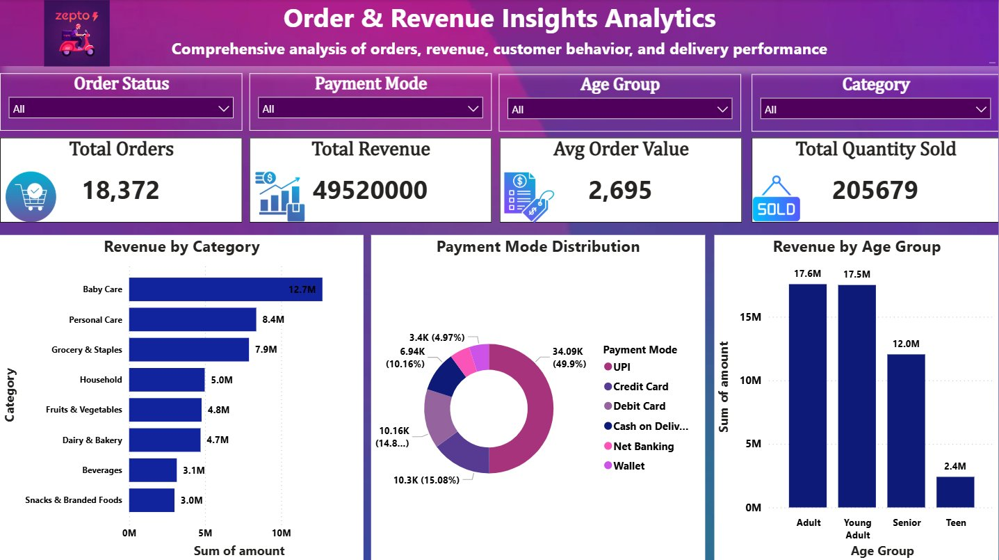 zepto
Order & Revenue Insights Analytics
Comprehensive analysis of orders, revenue, customer behavior, and delivery performance
Order Status
All
Payment Mode
All
Age Group
All
Category
All
Total Orders
18,372
Total Revenue
49520000
Avg Order Value
2,695
Total Quantity Sold
SOLD
205679
Revenue by Category
Category
Baby Care
12.7M
Personal Care
8.4M
Grocery & Staples
7.9M
Household
5.0M
Fruits & Vegetables
4.8M
Dairy & Bakery
4.7M
Beverages
3.1M
Snacks & Branded Foods
3.0M
0M
5M
10M
Sum of amount
Payment Mode Distribution
3.4K (4.97%)
6.94K
(10.16%)
34.09K
(49.9%)
10.16K
(14.8...)
10.3K (15.08%)
Payment Mode
UPI
Credit Card
Debit Card
Cash on Deliv...
Net Banking
Wallet
Revenue by Age Group
Sum of amount
17.6M
17.5M
12.0M
2.4M
15M
10M
5M
0M
Adult
Young
Adult
Senior
Teen
Age Group